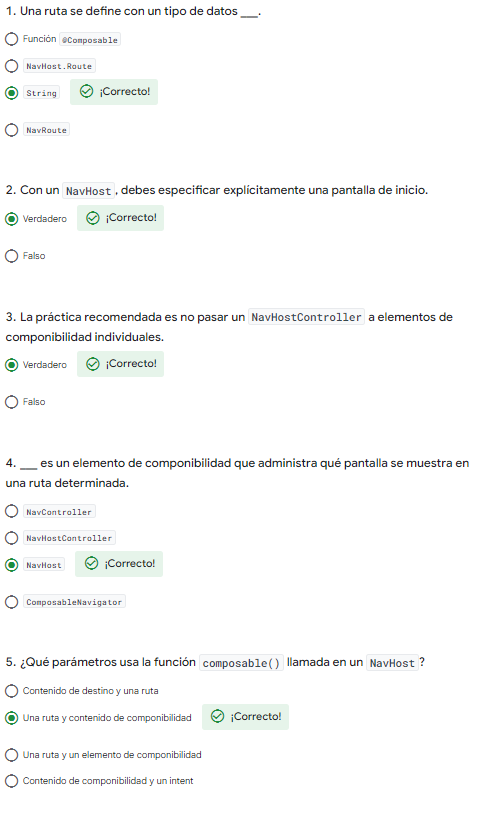 1. Una ruta se define con un tipo de datos ___.
Función @Composable
NavHost.Route
String ¡Correcto!
NavRoute
2. Con un NavHost, debes especificar explícitamente una pantalla de inicio.
Verdadero ¡Correcto!
Falso
3. La práctica recomendada es no pasar un NavHostController a elementos de
componibilidad individuales.
Verdadero ¡Correcto!
Falso
4. ___ es un elemento de componibilidad que administra qué pantalla se muestra en
una ruta determinada.
NavController
NavHostController
NavHost ¡Correcto!
ComposableNavigator
5. ¿Qué parámetros usa la función composable() llamada en un NavHost?
Contenido de destino y una ruta
Una ruta y contenido de componibilidad ¡Correcto!
Una ruta y un elemento de componibilidad
Contenido de componibilidad y un intent